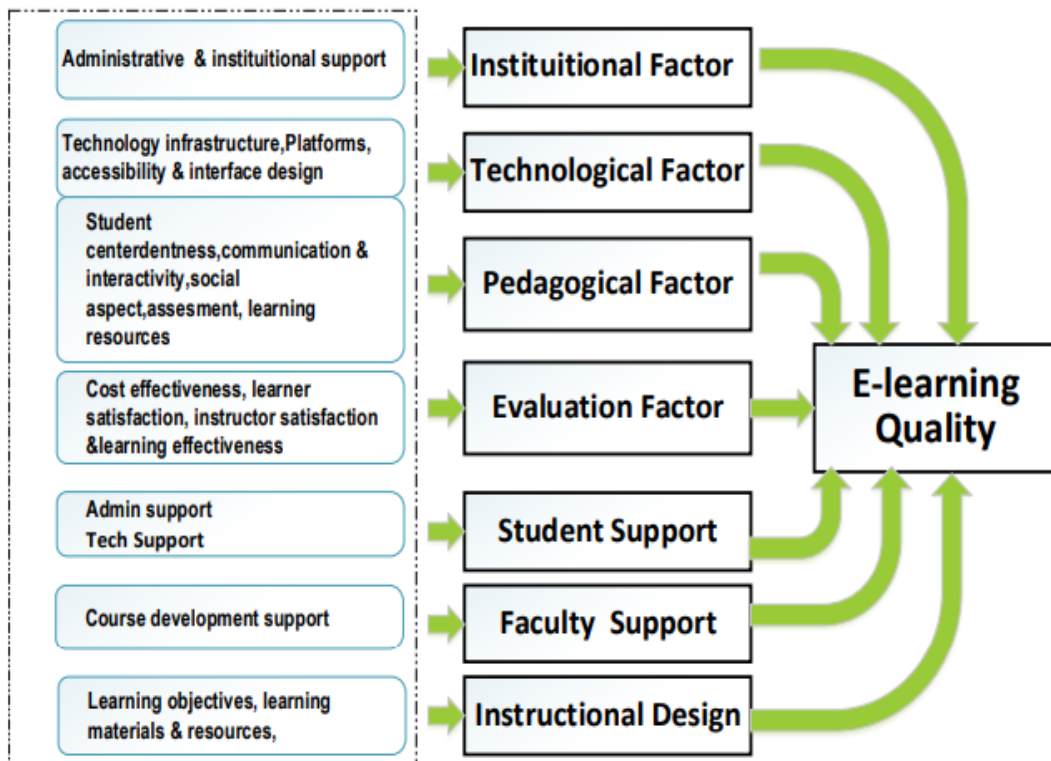 Administrative & instituitional support
Instituitional Factor
Technology infrastructure,Platforms,
accessibility & interface design
Technological Factor
Student
centerdentness,communication &
interactivity,social
aspect,assesment, learning
resources
Pedagogical Factor
Cost effectiveness, learner
satisfaction, instructor satisfaction
&learning effectiveness
Evaluation Factor
E-learning
Quality
Admin support
Tech Support
Student Support
Course development support
Faculty Support
Learning objectives, learning
materials & resources,
Instructional Design